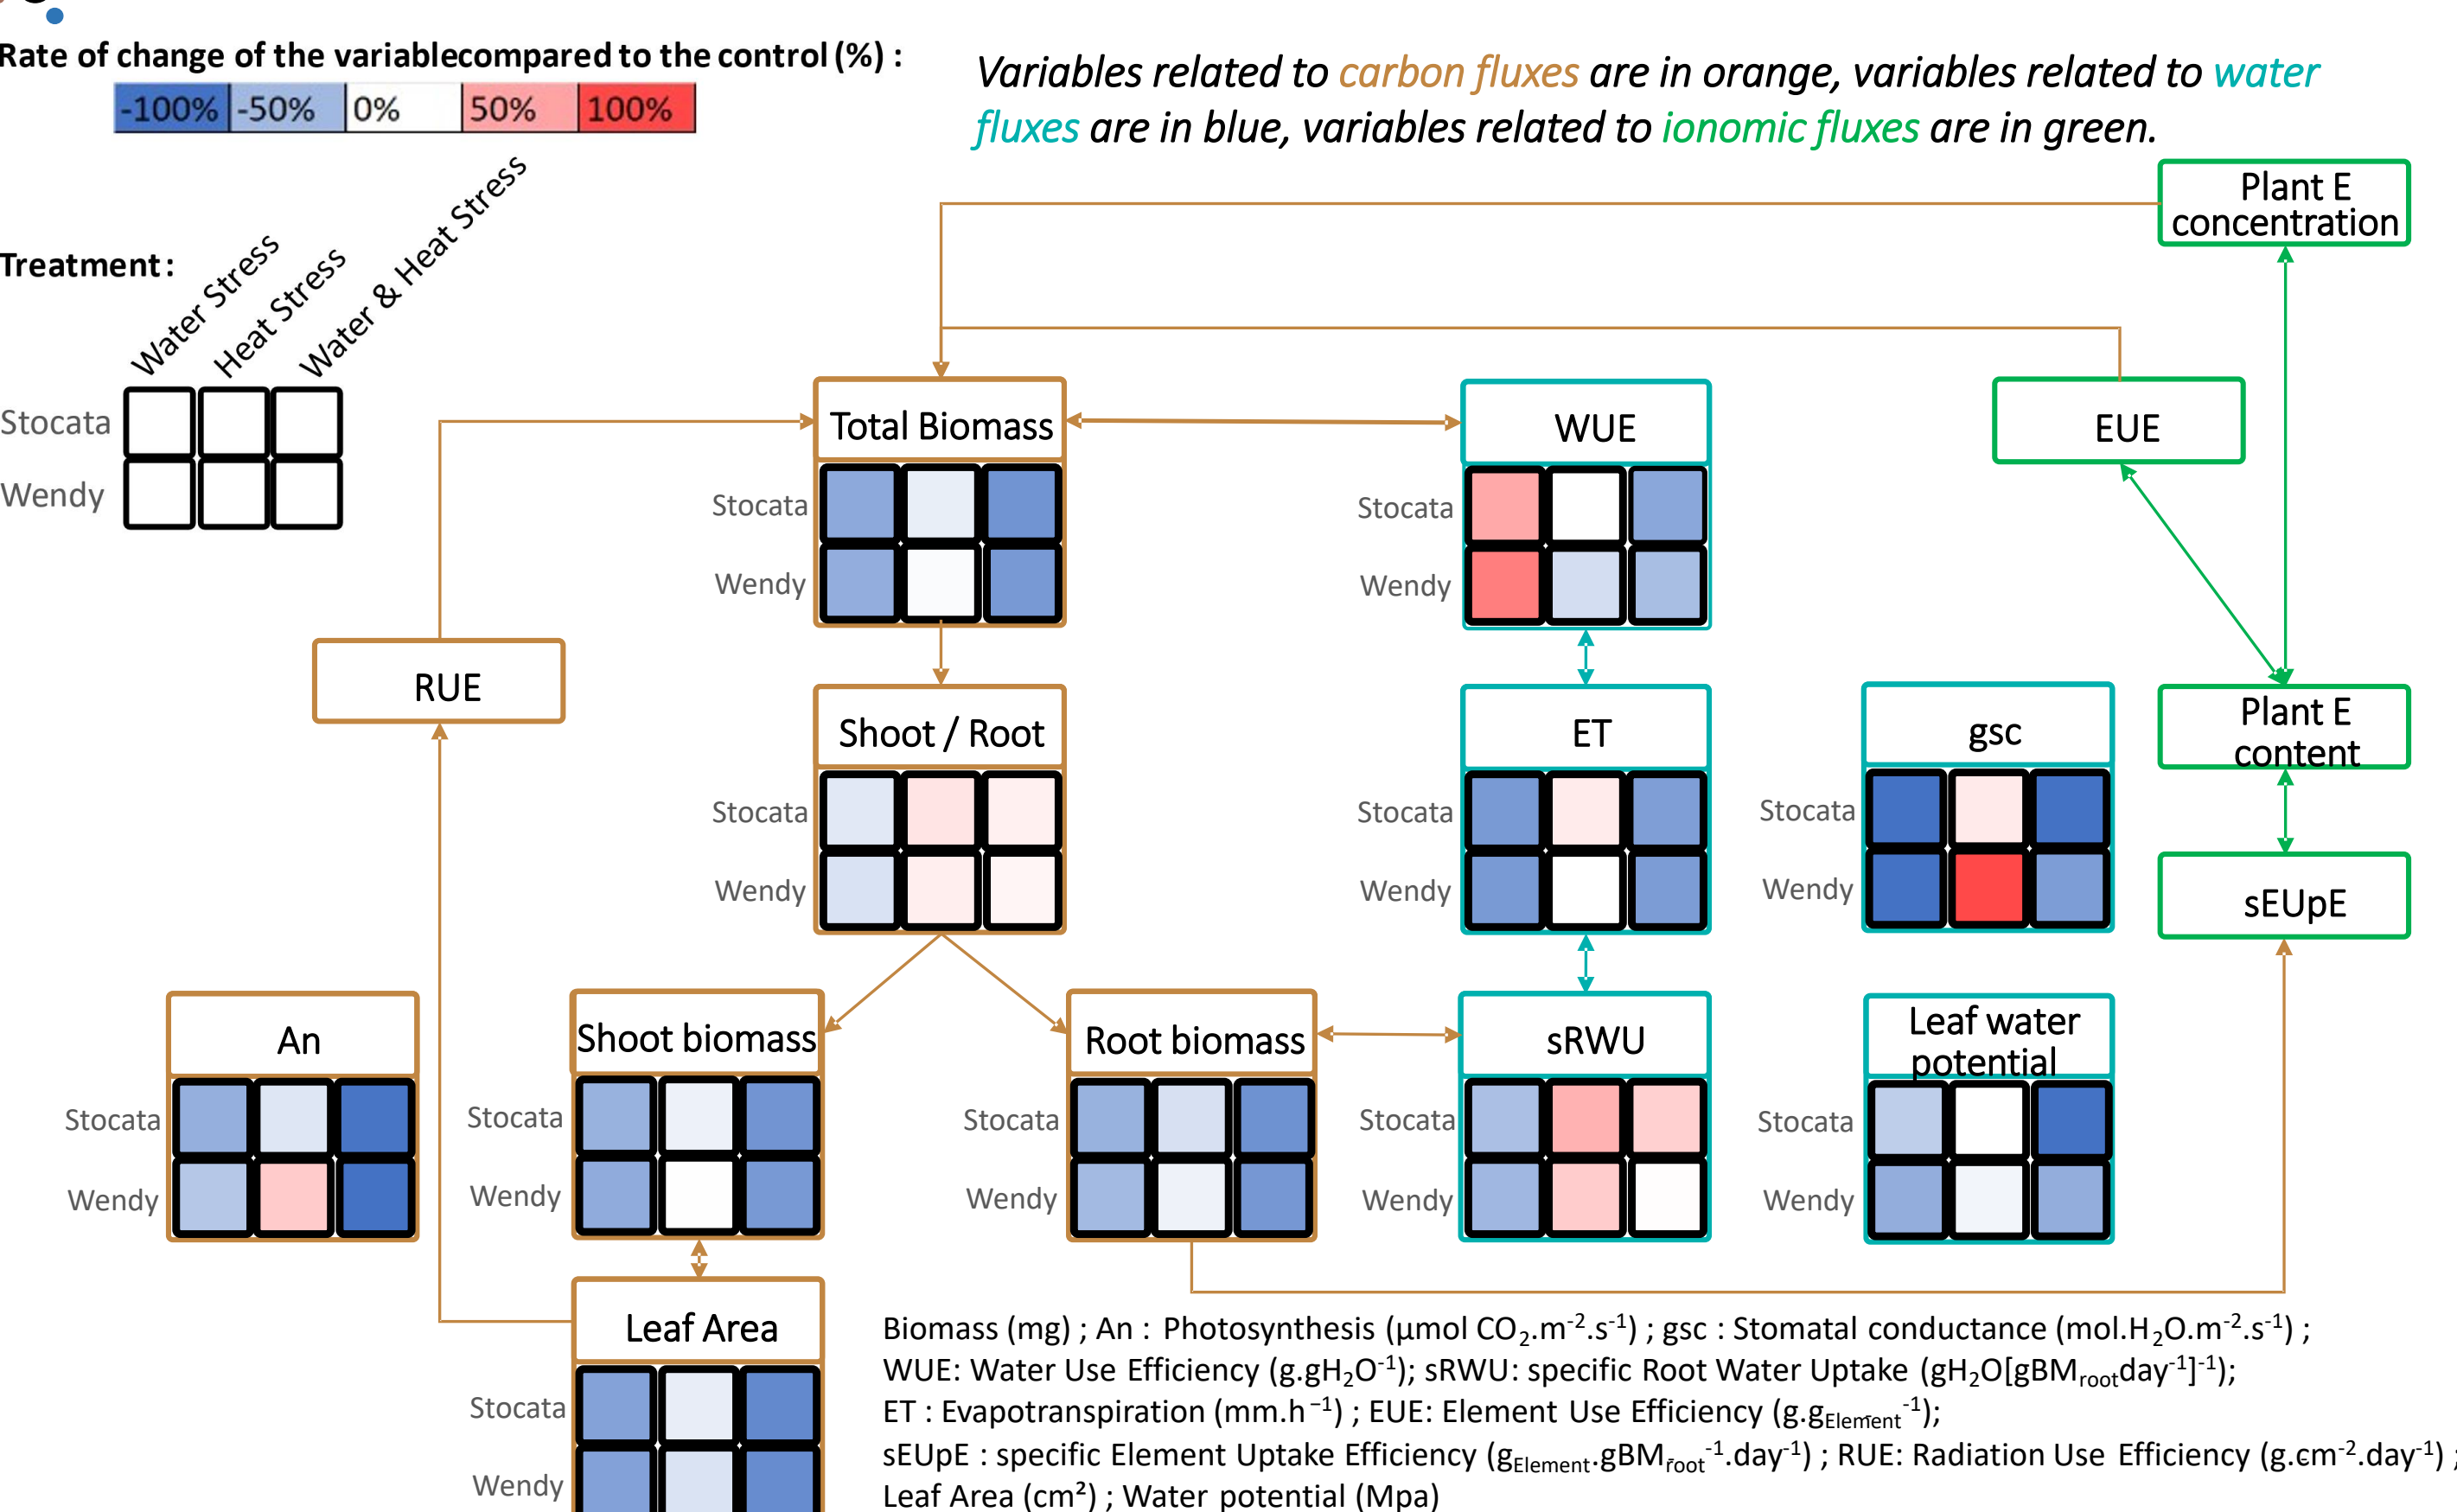 Rate of change of the variablecompared to the control (%) :
-100% -50% 0% 50% 100%
Variables related to carbon fluxes are in orange, variables related to water
fluxes are in blue, variables related to ionomic fluxes are in green.
Treatment :
Water Stress
Heat Stress
Water & Heat Stress
Stocata
Wendy
Plant E
concentration
Total Biomass
Stocata
Wendy
WUE
Stocata
Wendy
EUE
RUE
Shoot / Root
Stocata
Wendy
ET
Stocata
Wendy
gsc
Stocata
Wendy
Plant E
content
sEUpE
An
Stocata
Wendy
Shoot biomass
Stocata
Wendy
Root biomass
Stocata
Wendy
sRWU
Stocata
Wendy
Leaf water
potential
Stocata
Wendy
Leaf Area
Stocata
Wendy
Biomass (mg) ; An : Photosynthesis (µmol CO₂.m⁻².s⁻¹) ; gsc : Stomatal conductance (mol.H₂O.m⁻².s⁻¹) ;
WUE: Water Use Efficiency (g.gH₂O⁻¹); sRWU: specific Root Water Uptake (gH₂O[gBMrootday⁻¹]⁻¹);
ET : Evapotranspiration (mm.h⁻¹) ; EUE: Element Use Efficiency (g.gElement⁻¹);
sEUpE : specific Element Uptake Efficiency (gElement.gBMroot⁻¹.day⁻¹) ; RUE: Radiation Use Efficiency (g.cm⁻².day⁻¹) ;
Leaf Area (cm²) ; Water potential (Mpa)